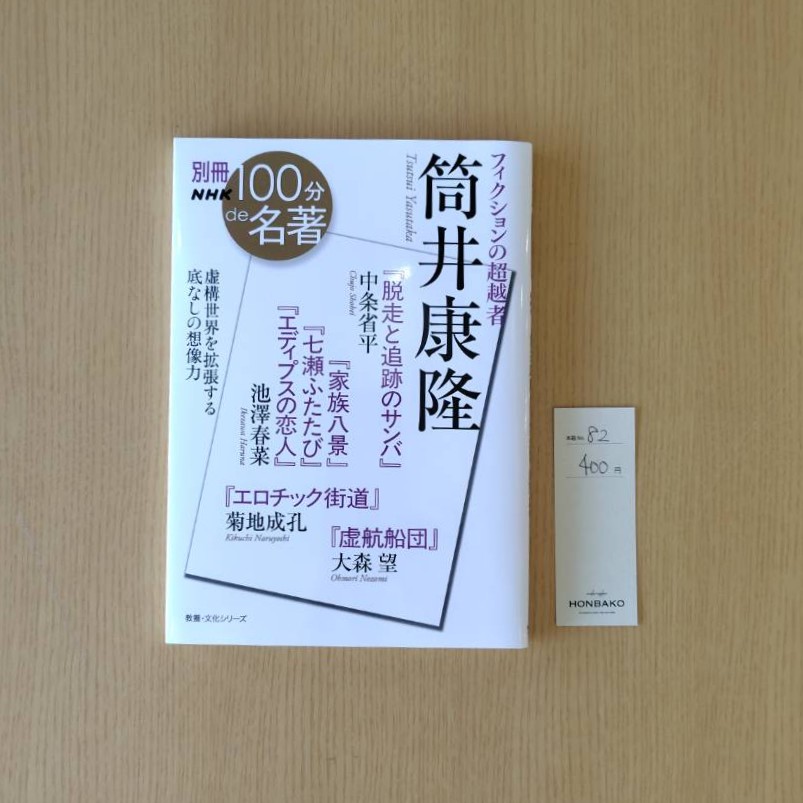 別冊
NHK
100分
de名著
フィクションの超越者
筒井康隆
Tsutsui Yasutaka
『脱走と追跡のサンバ』
中条省平
Chujo Shohei
『家族八景』
『七瀬ふたたび』
『エディプスの恋人』
池澤春菜
Ikezawa Haruna
『エロチック街道』
菊地成孔
Kikuchi Naruyoshi
『虚航船団』
大森 望
Ohmori Nozomi
虚構世界を拡張する
底なしの想像力
教養・文化シリーズ
本箱 No. 82
400 円
HONBAKO